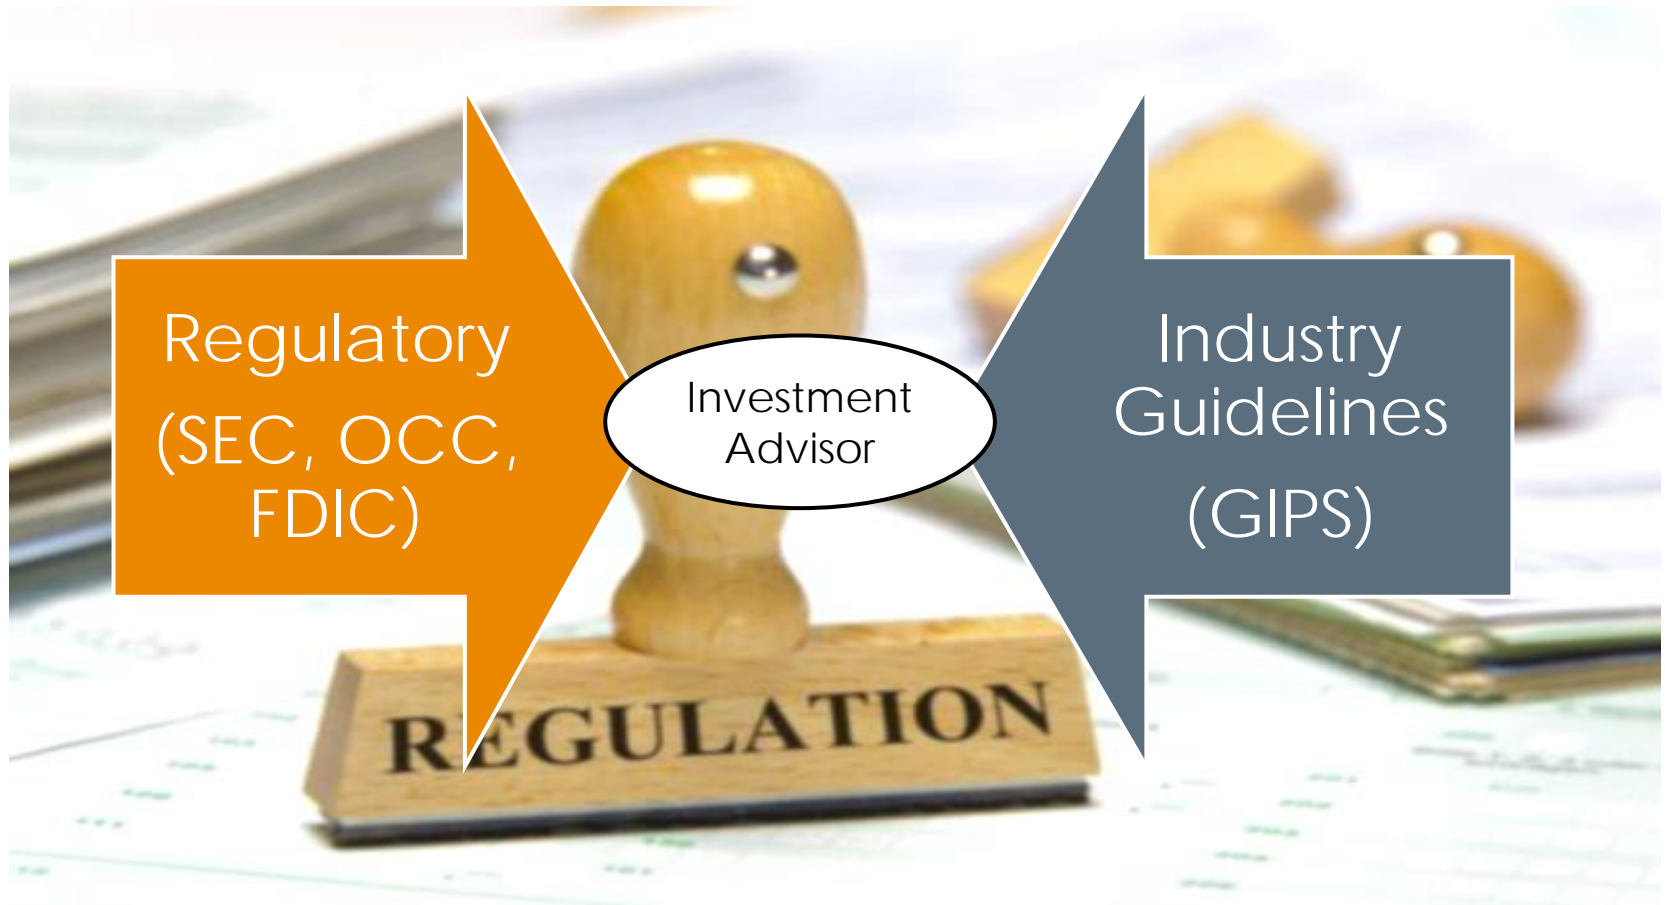 Regulatory
(SEC, OCC,
FDIC)
Investment
Advisor
Industry
Guidelines
(GIPS)
REGULATION